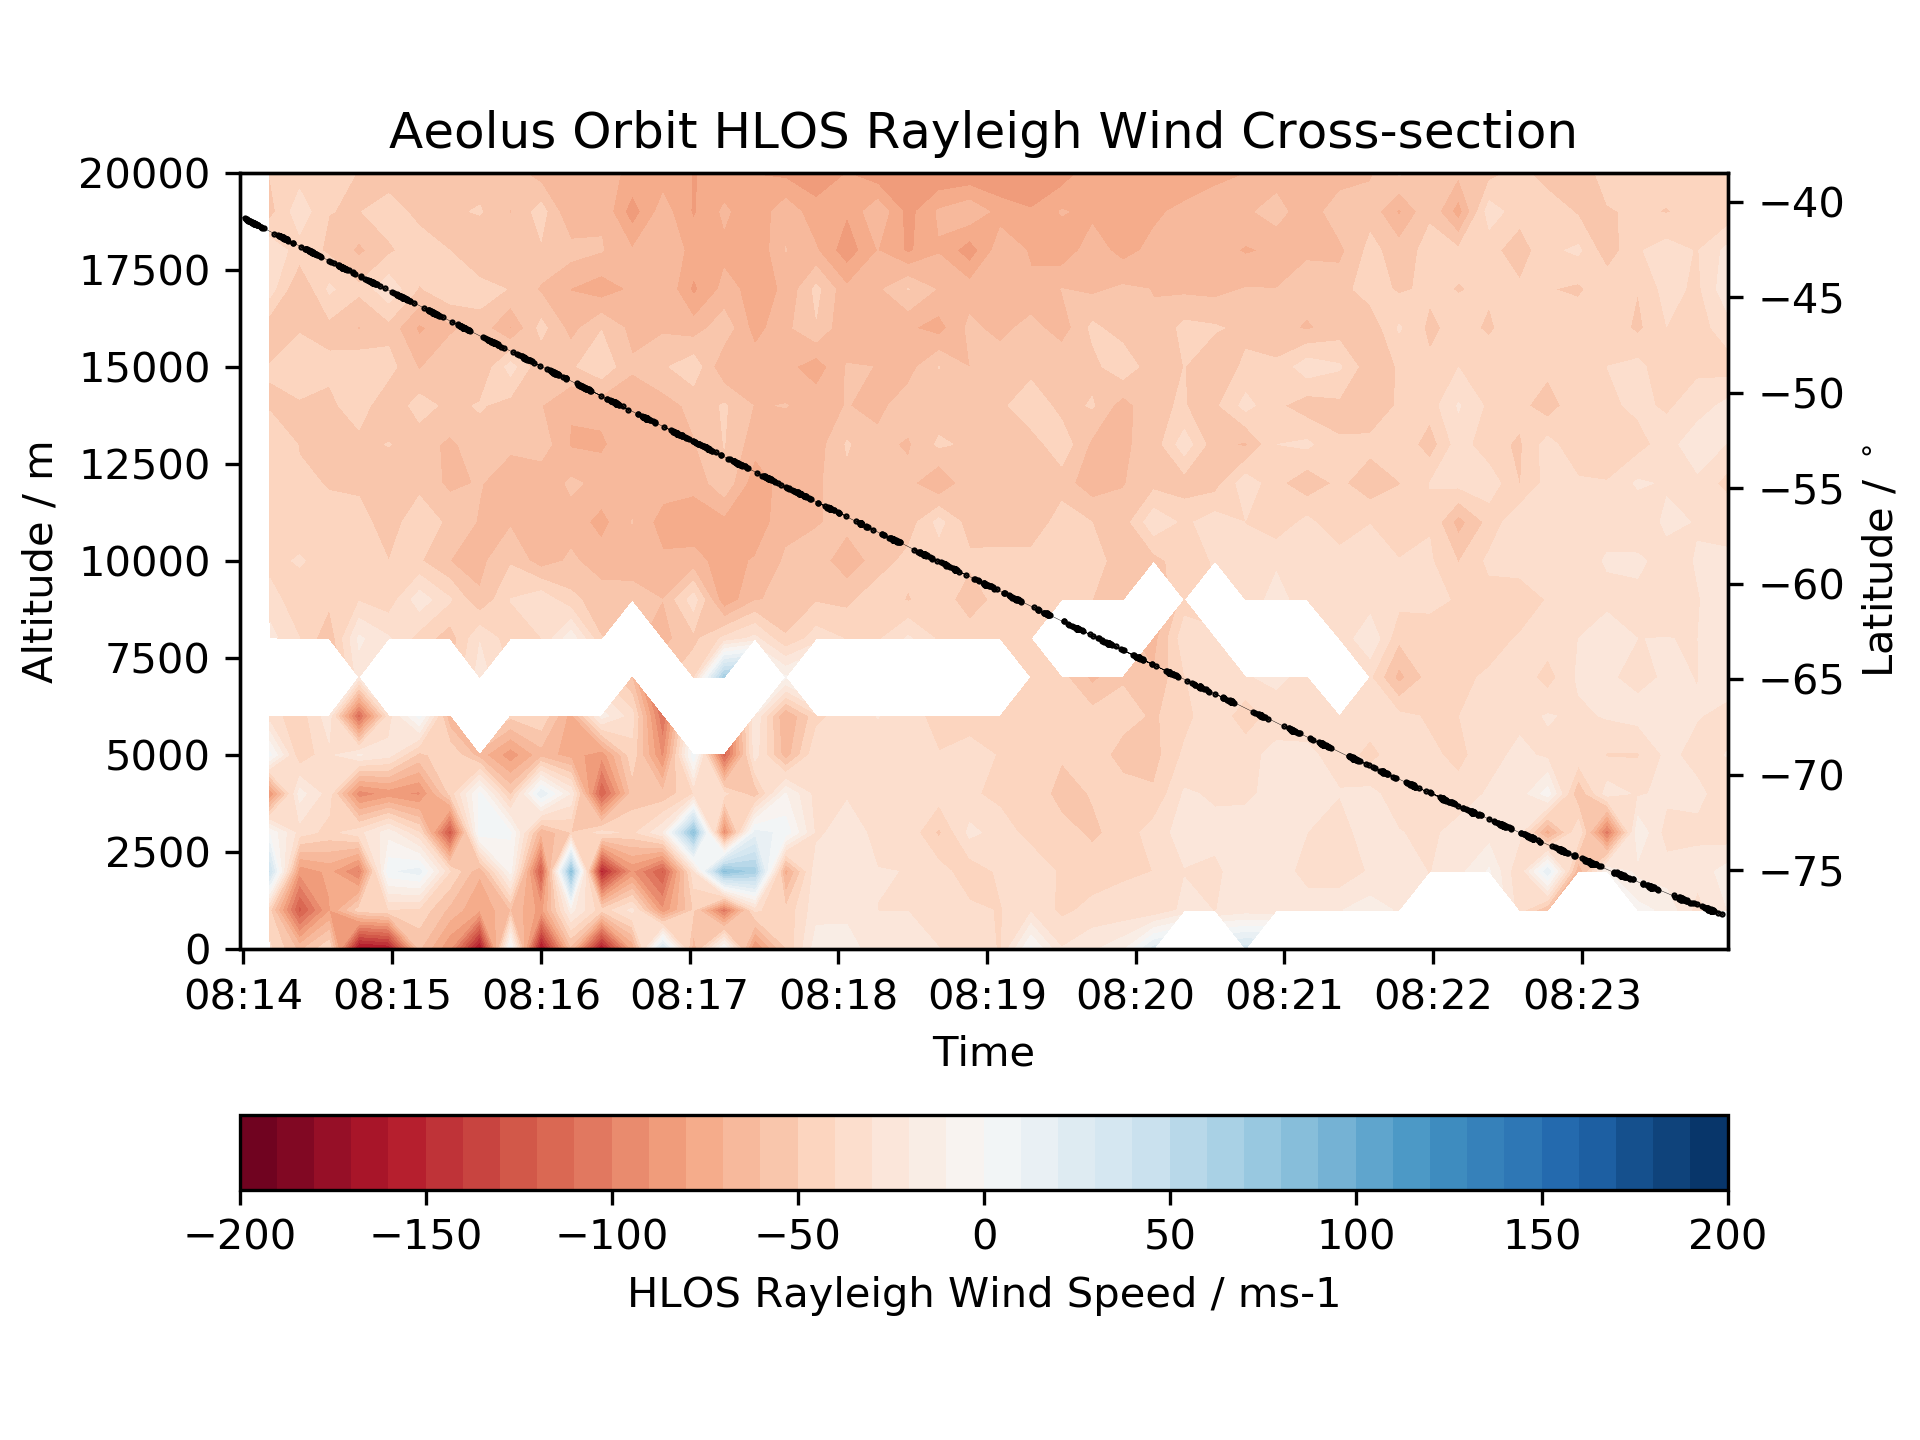 Aeolus Orbit HLOS Rayleigh Wind Cross-section
20000
17500
15000
12500
10000
7500
5000
2500
0
Altitude / m
−40
−45
−50
−55
−60
−65
−70
−75
Latitude / °
08:14 08:15 08:16 08:17 08:18 08:19 08:20 08:21 08:22 08:23
Time
−200 −150 −100 −50 0 50 100 150 200
HLOS Rayleigh Wind Speed / ms-1